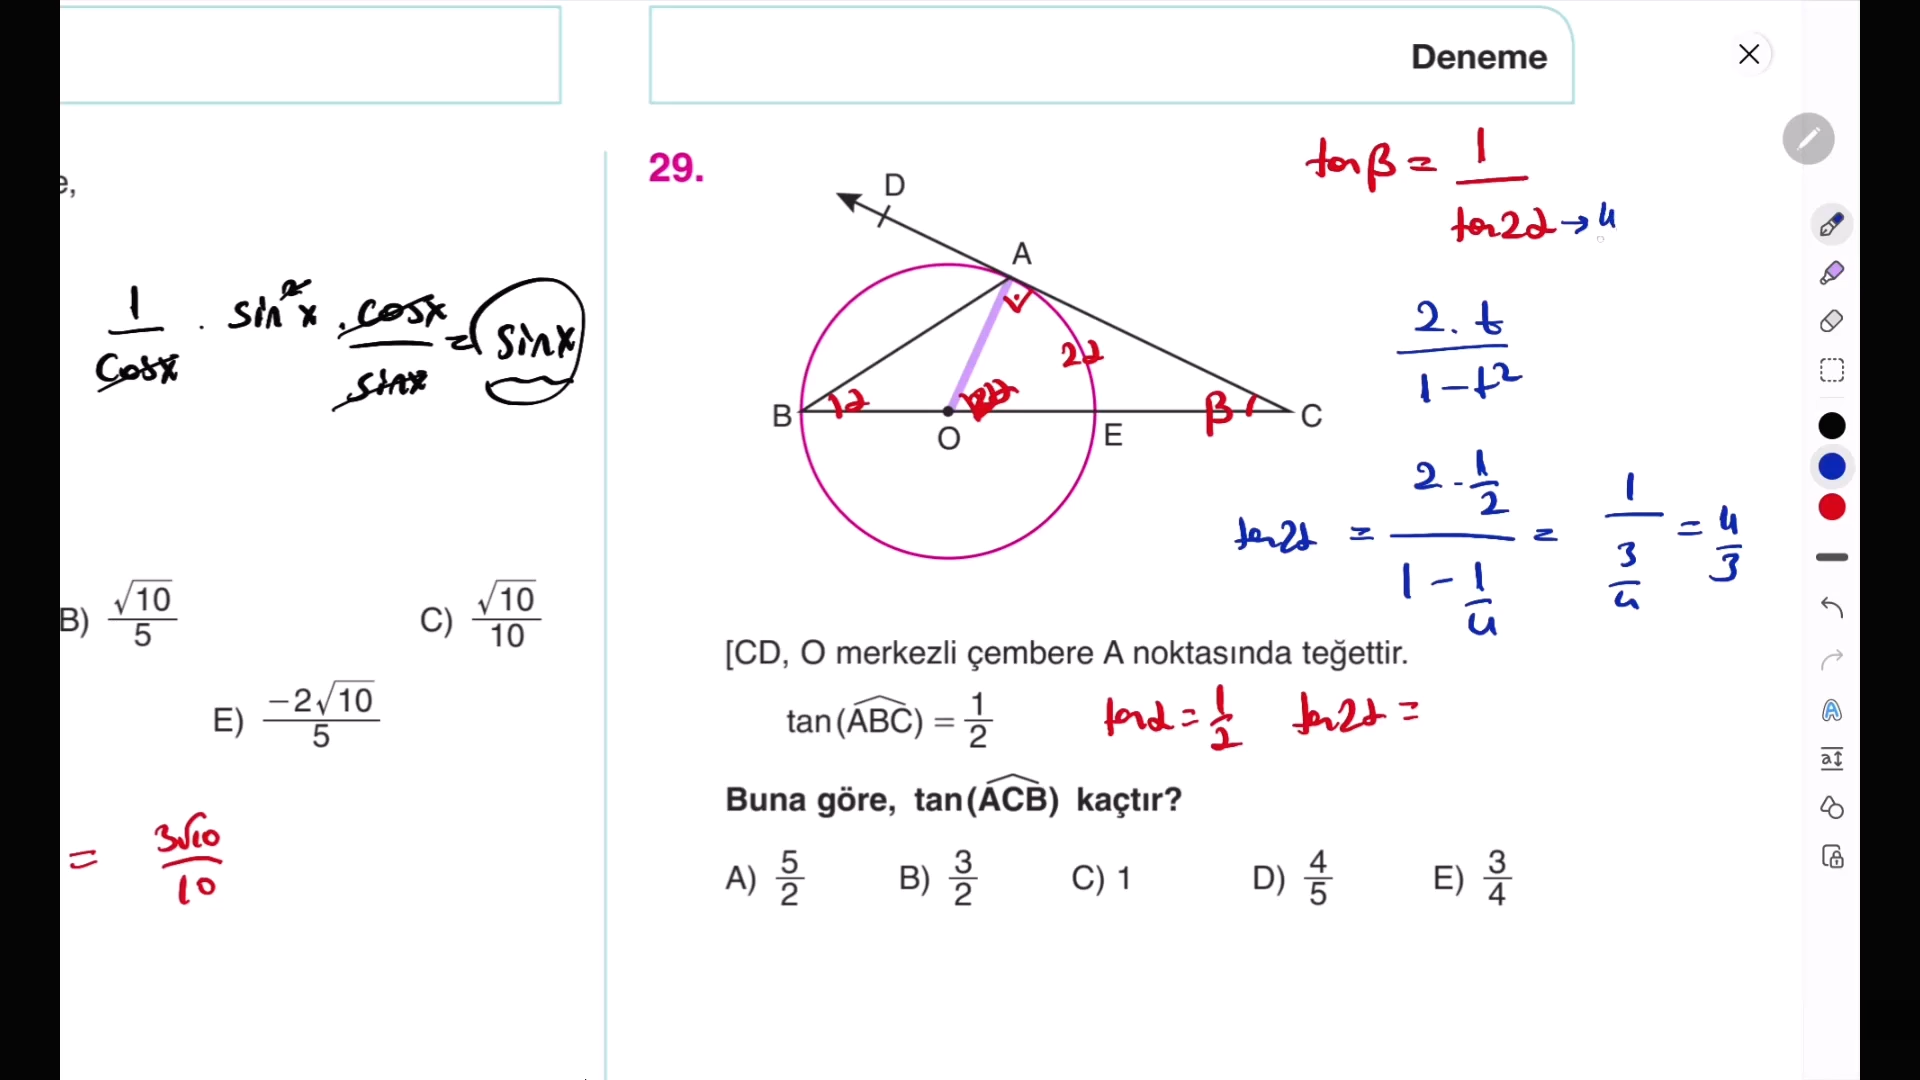 Deneme
e,
1/cosx . sin²x . cosx/sinx = sinx
B) √10/5
C) √10/10
E) −2√10/5
= 3√10/10
29.
D
A
B
O
E
C
2α
α
β
tanβ = 1/tan2α → 4
2.t/1−t²
tan2α = 2.1/2 / 1−1/4 = 1/(3/4) = 4/3
[CD, O merkezli çembere A noktasında teğettir.
tan(ABC) = 1/2
tanα = 1/2 tan2α =
Buna göre, tan(ACB) kaçtır?
A) 5/2 B) 3/2 C) 1 D) 4/5 E) 3/4